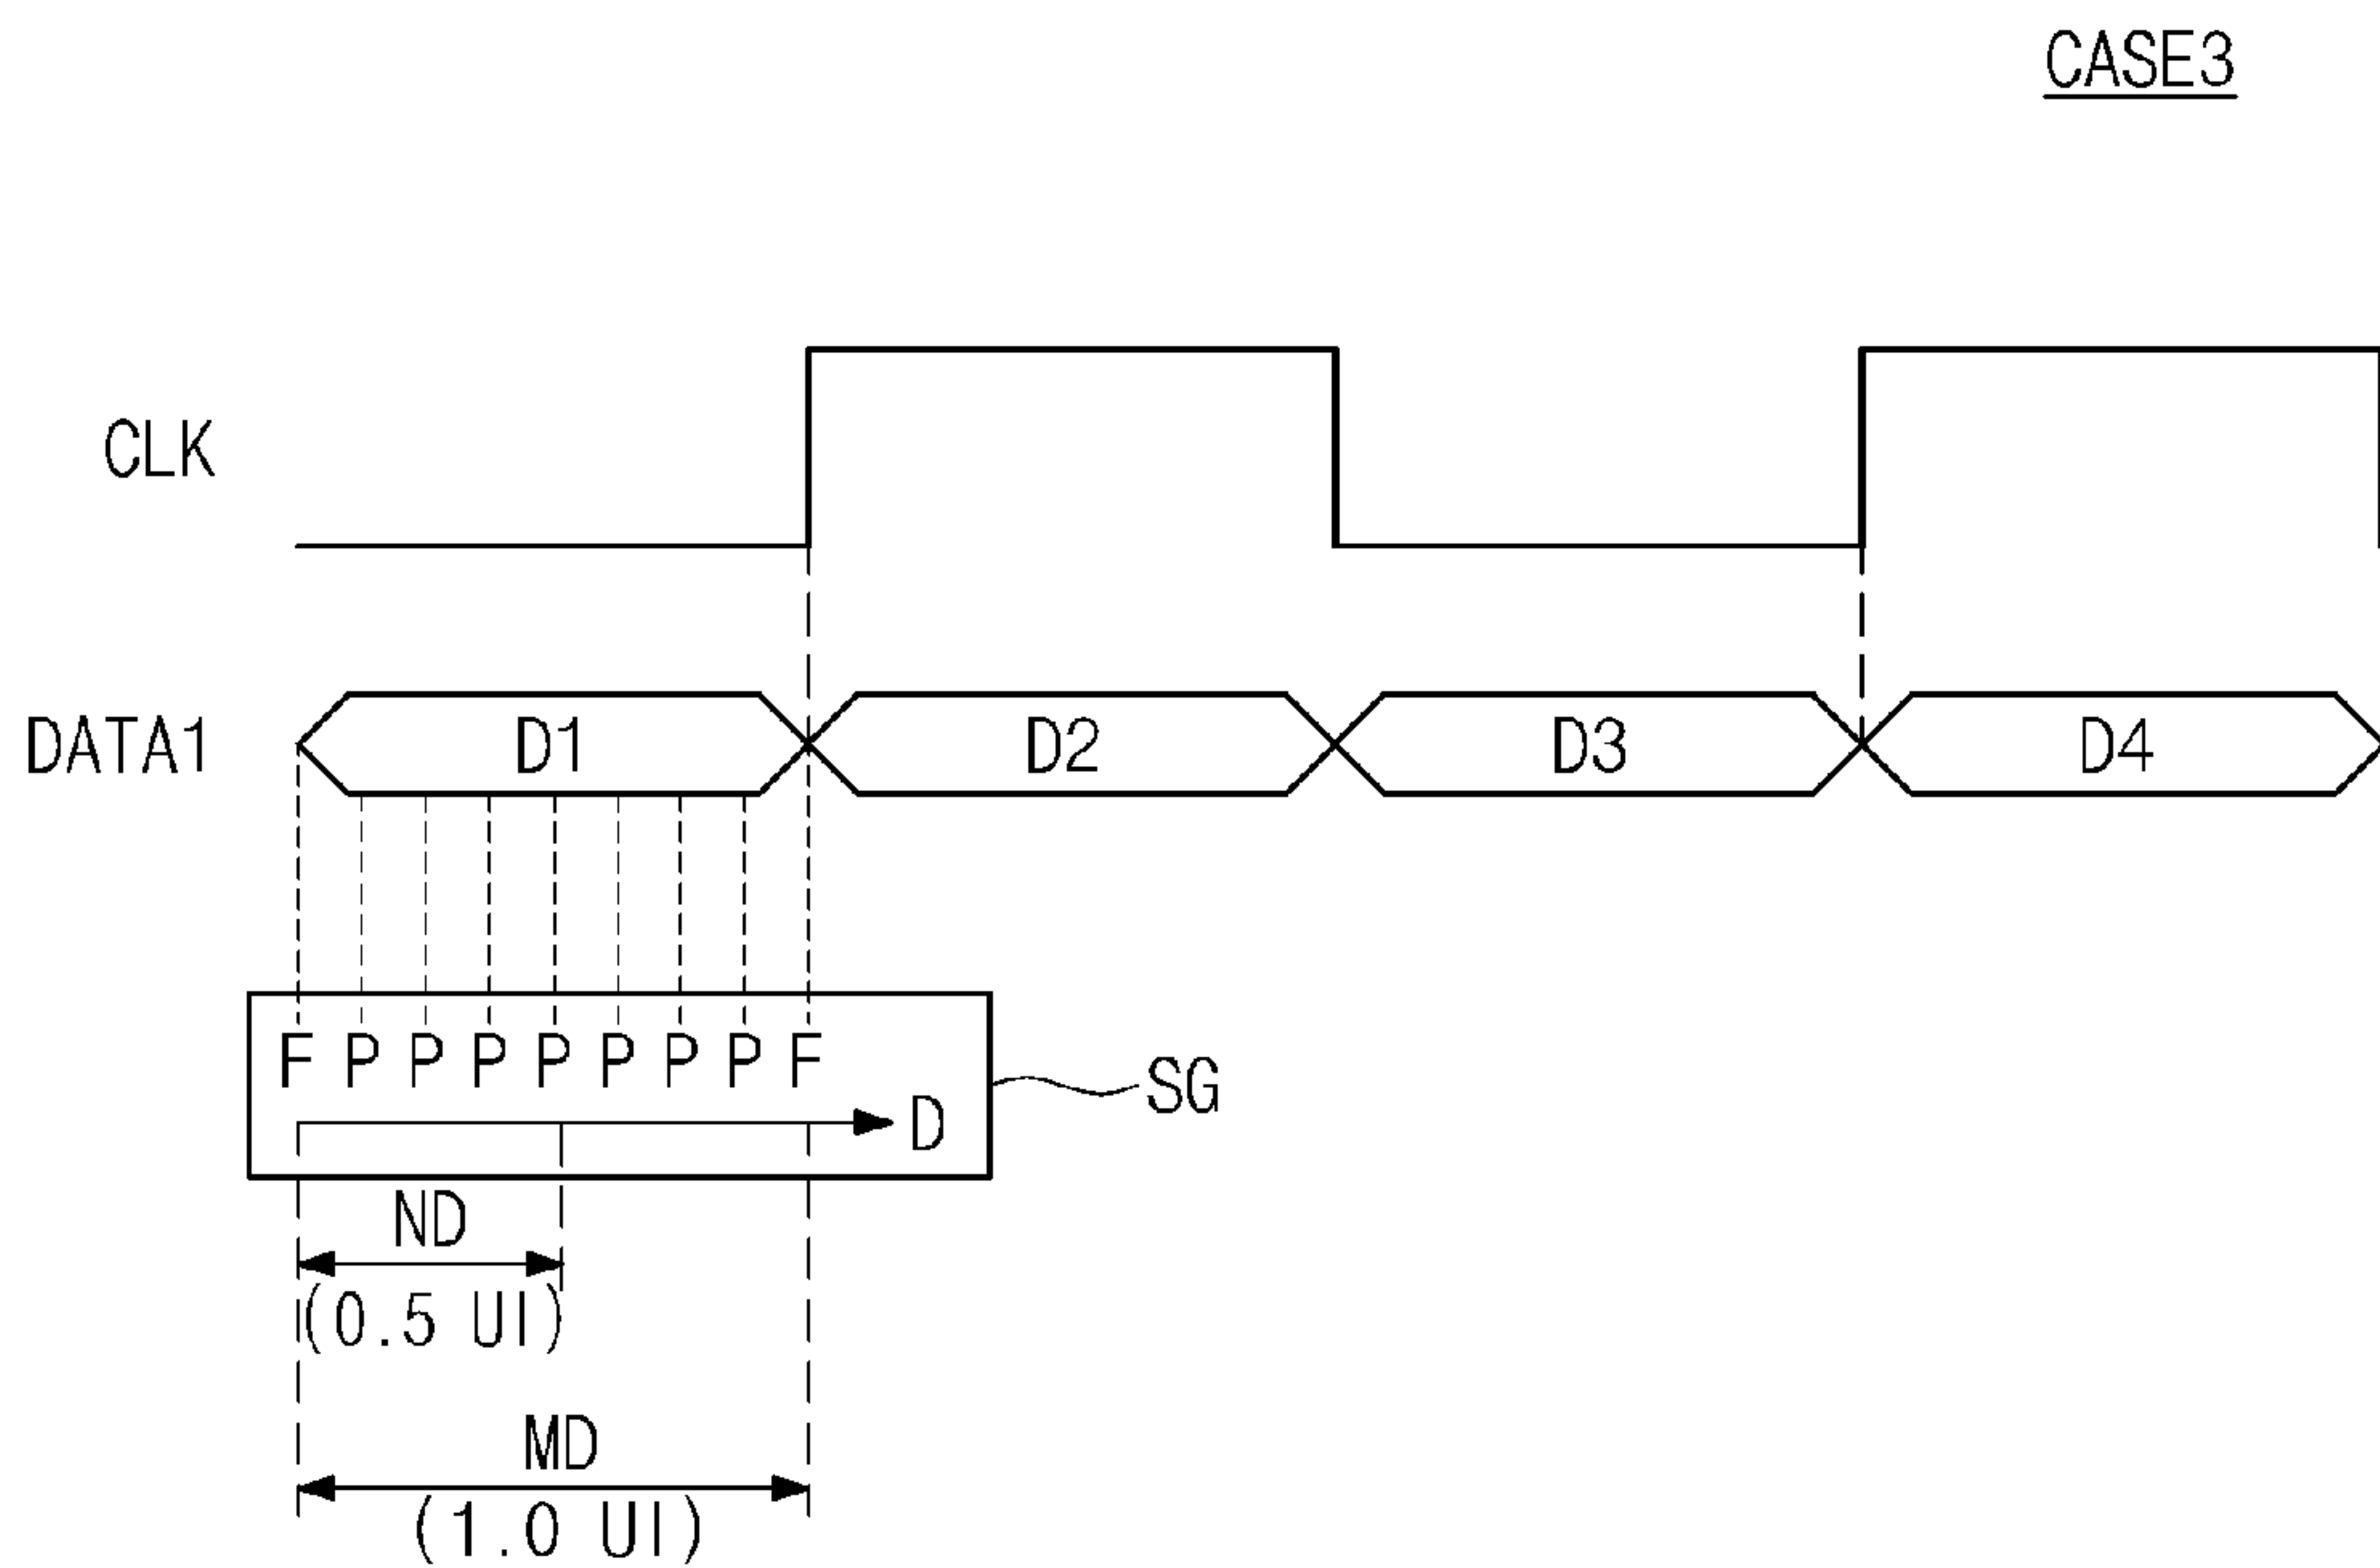 CASE3
CLK
DATA1 D1 D2 D3 D4
F P P P P P P P F
SG
D
ND
(0.5 UI)
MD
(1.0 UI)